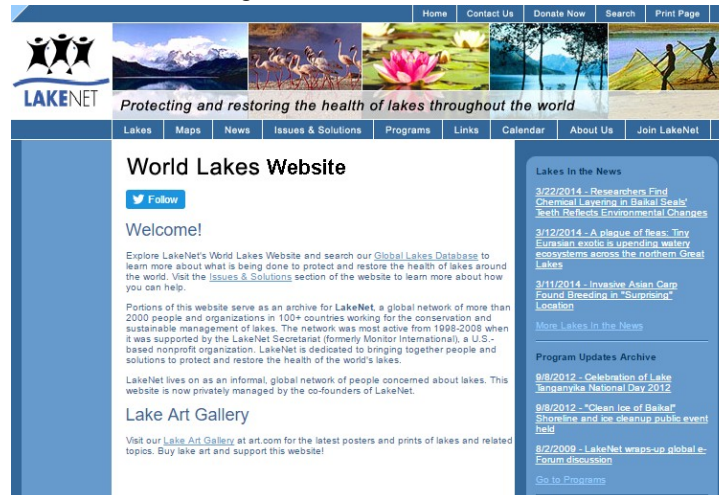 Home Contact Us Donate Now Search Print Page
LAKENET
Protecting and restoring the health of lakes throughout the world
Lakes Maps News Issues & Solutions Programs Links Calendar About Us Join LakeNet
World Lakes Website
Follow
Welcome!
Explore LakeNet's World Lakes Website and search our Global Lakes Database to
learn more about what is being done to protect and restore the health of lakes around
the world. Visit the Issues & Solutions section of the website to learn more about how
you can help.
Portions of this website serve as an archive for LakeNet, a global network of more than
2000 people and organizations in 100+ countries working for the conservation and
sustainable management of lakes. The network was most active from 1998-2008 when
it was supported by the LakeNet Secretariat (formerly Monitor International), a U.S.-
based nonprofit organization. LakeNet is dedicated to bringing together people and
solutions to protect and restore the health of the world's lakes.
LakeNet lives on as an informal, global network of people concerned about lakes. This
website is now privately managed by the co-founders of LakeNet.
Lake Art Gallery
Visit our Lake Art Gallery at art.com for the latest posters and prints of lakes and related
topics. Buy lake art and support this website!
Lakes In the News
3/22/2014 - Researchers Find
Chemical Layering in Baikal Seals'
Teeth Reflects Environmental Changes
3/12/2014 - A plague of fleas: Tiny
Eurasian exotic is upending watery
ecosystems across the northern Great
Lakes
3/11/2014 - Invasive Asian Carp
Found Breeding in "Surprising"
Location
More Lakes In the News
Program Updates Archive
9/8/2012 - Celebration of Lake
Tanganyika National Day 2012
9/8/2012 - "Clean Ice of Baikal"
Shoreline and ice cleanup public event
held
8/2/2009 - LakeNet wraps-up global e-
Forum discussion
Go to Programs